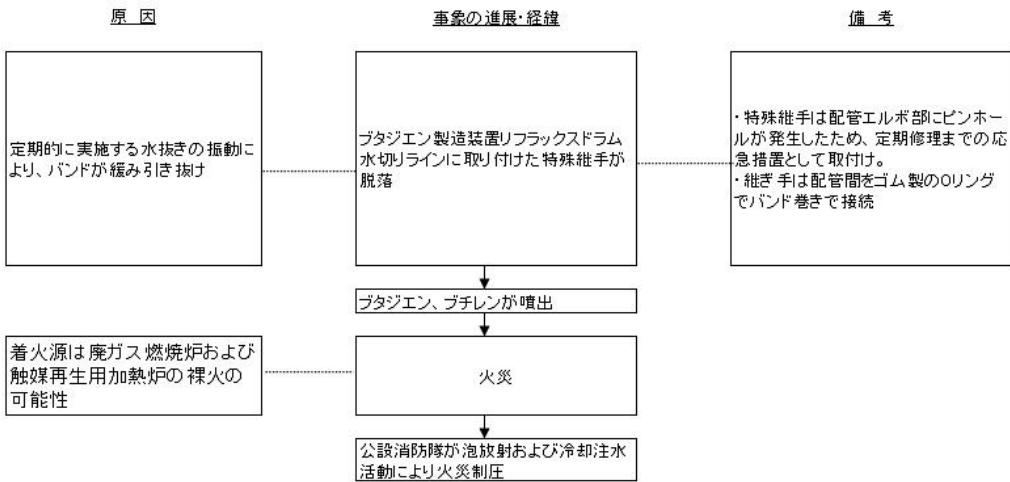 原 因
事象の進展・経緯
備 考
定期的に実施する水抜きの振動に
より、バンドが緩み引き抜け
ブタジエン製造装置リフラックスドラム
水切りラインに取り付けた特殊継手が
脱落
・特殊継手は配管エルボ部にピンホー
ルが発生したため、定期修理までの応
急措置として取付け。
・継ぎ手は配管間をゴム製のOリング
でバンド巻きで接続
ブタジエン、ブチレンが噴出
着火源は廃ガス燃焼炉および
触媒再生用加熱炉の裸火の
可能性
火災
公設消防隊が泡放射および冷却注水
活動により火災制圧